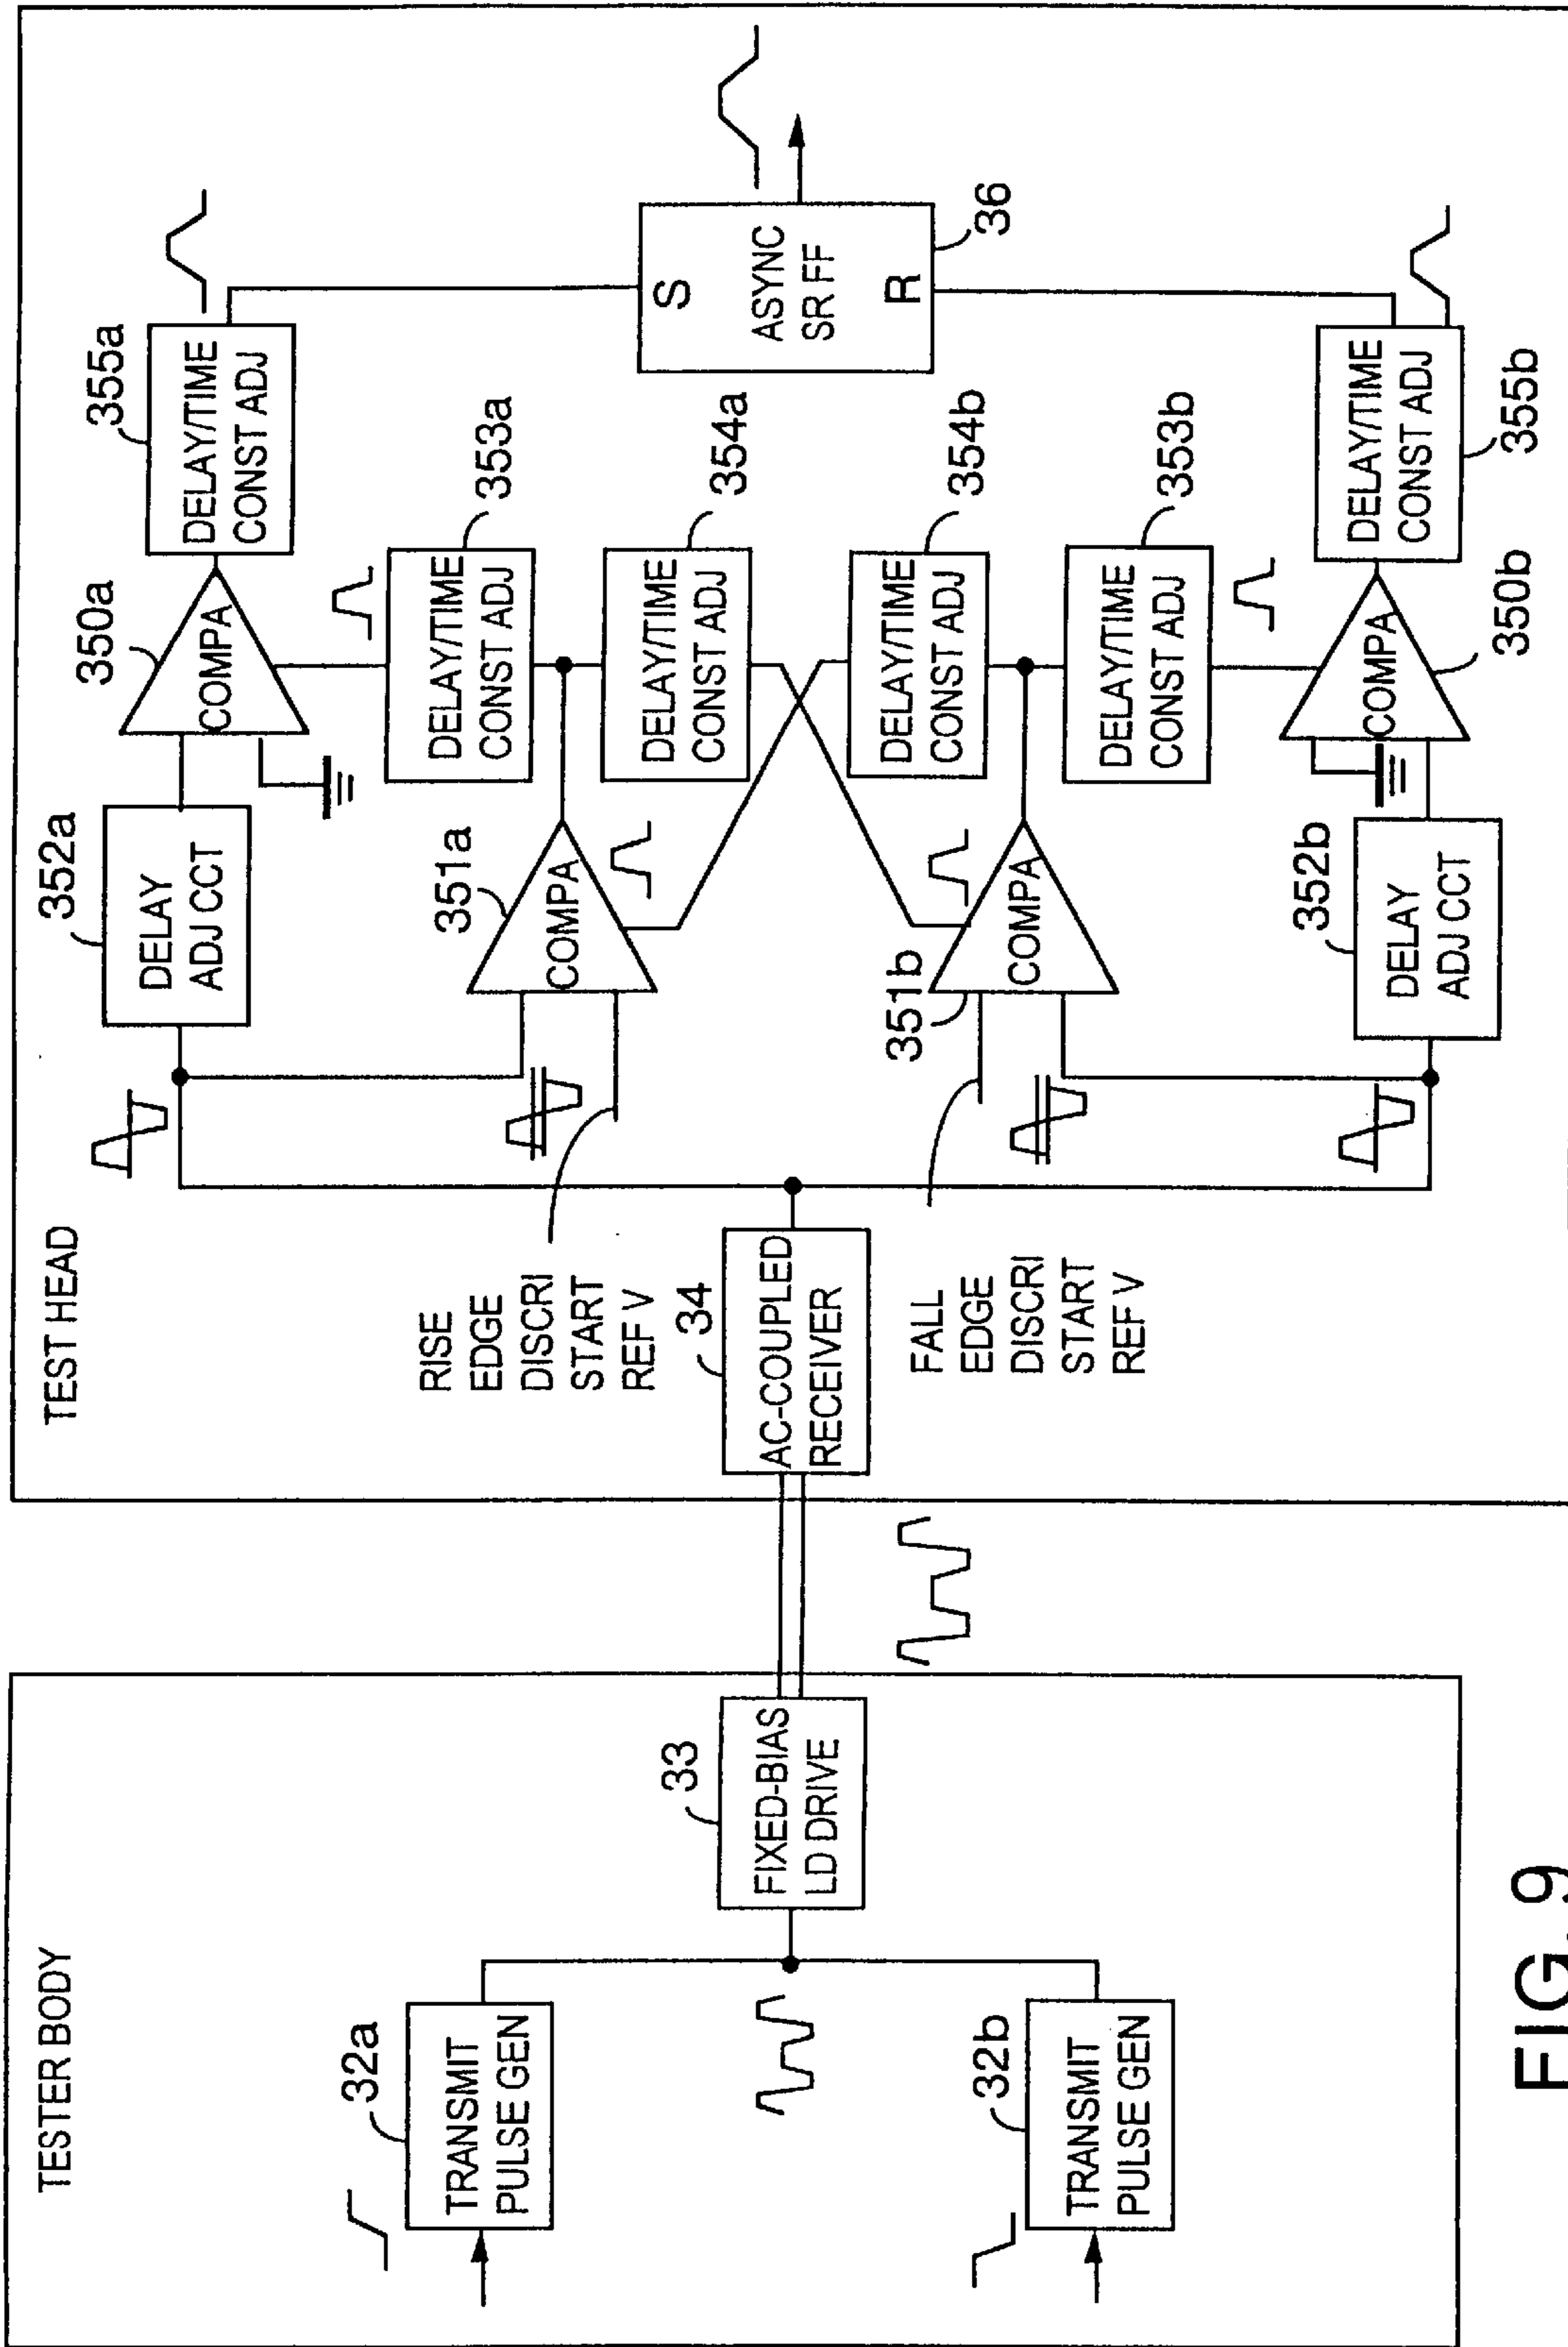 TESTER BODY
32a
TRANSMIT
PULSE GEN
32b
TRANSMIT
PULSE GEN
33
FIXED-BIAS
LD DRIVE
TEST HEAD
34
AC-COUPLED
RECEIVER
RISE
EDGE
DISCRI
START
REF V
FALL
EDGE
DISCRI
START
REF V
352a
DELAY
ADJ CCT
351a
COMPA
351b
COMPA
352b
DELAY
ADJ CCT
350a
COMPA
353a
DELAY/TIME
CONST ADJ
354a
DELAY/TIME
CONST ADJ
354b
DELAY/TIME
CONST ADJ
353b
DELAY/TIME
CONST ADJ
350b
COMPA
355a
DELAY/TIME
CONST ADJ
355b
DELAY/TIME
CONST ADJ
S
ASYNC
SR FF
R
36
FIG. 9